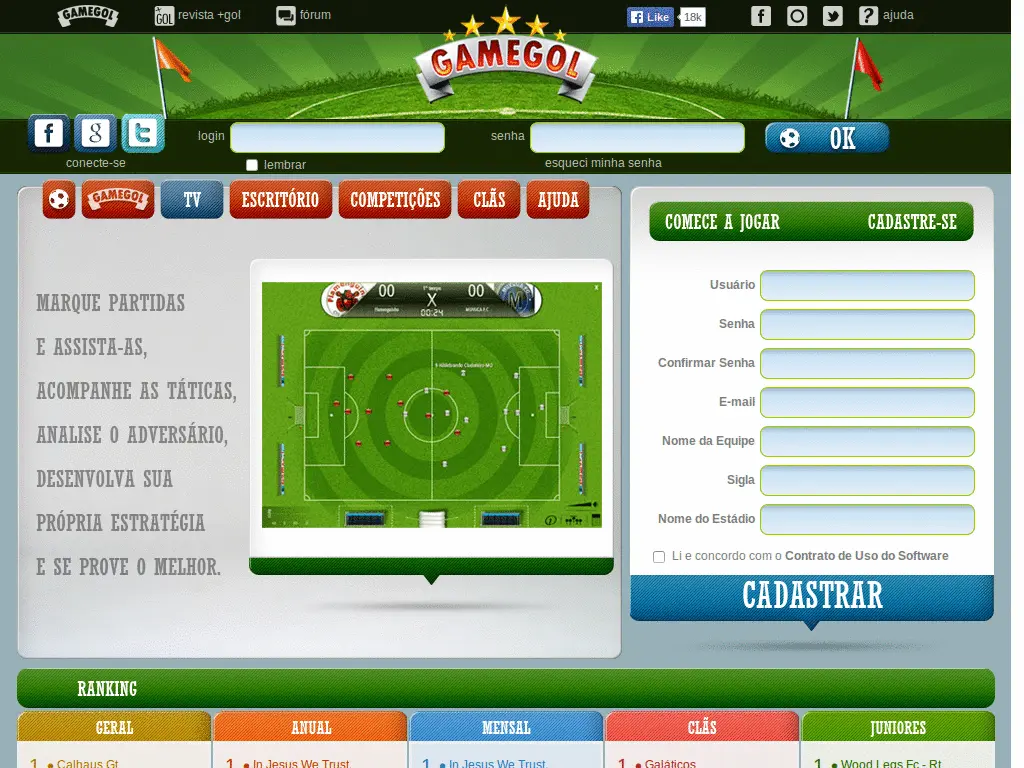 GAMEGOL
+GOL
revista +gol
fórum
Like
18k
ajuda
GAMEGOL
login
senha
OK
conecte-se
lembrar
esqueci minha senha
GAMEGOL
TV
ESCRITÓRIO
COMPETIÇÕES
CLÃS
AJUDA
MARQUE PARTIDAS
E ASSISTA-AS,
ACOMPANHE AS TÁTICAS,
ANALISE O ADVERSÁRIO,
DESENVOLVA SUA
PRÓPRIA ESTRATÉGIA
E SE PROVE O MELHOR.
00 1º tempo 00
X
00:24
COMECE A JOGAR
CADASTRE-SE
Usuário
Senha
Confirmar Senha
E-mail
Nome da Equipe
Sigla
Nome do Estádio
Li e concordo com o Contrato de Uso do Software
CADASTRAR
RANKING
GERAL
ANUAL
MENSAL
CLÃS
JUNIORES
1 • Calhaus Gt
1 • In Jesus We Trust
1 • In Jesus We Trust
1 • Galáticos
1 • Wood Legs Fc - Rt